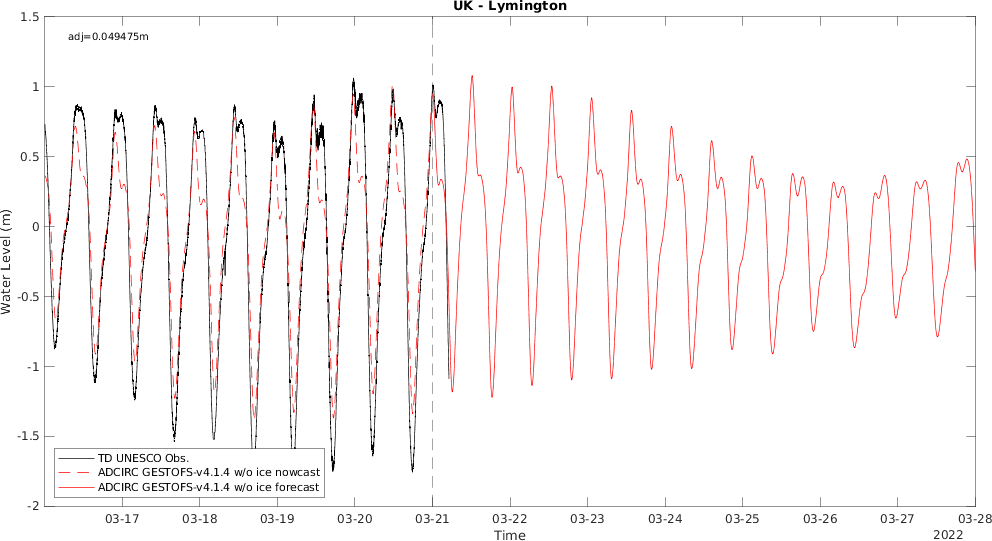 UK - Lymington
adj=0.049475m
1.5
1
0.5
0
-0.5
-1
-1.5
-2
Water Level (m)
TD UNESCO Obs.
ADCIRC GESTOFS-v4.1.4 w/o ice nowcast
ADCIRC GESTOFS-v4.1.4 w/o ice forecast
03-17 03-18 03-19 03-20 03-21 03-22 03-23 03-24 03-25 03-26 03-27 03-28
Time
2022